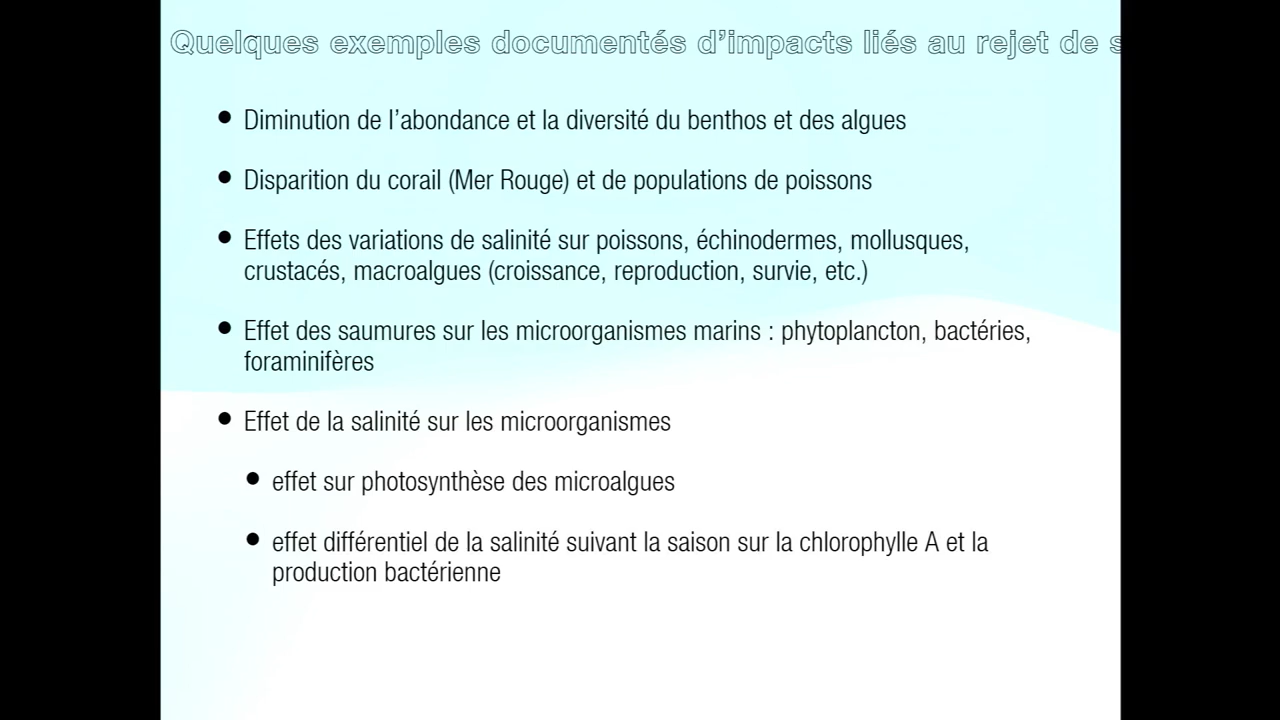 Quelques exemples documentés d’impacts liés au rejet de
• Diminution de l’abondance et la diversité du benthos et des algues
• Disparition du corail (Mer Rouge) et de populations de poissons
• Effets des variations de salinité sur poissons, échinodermes, mollusques,
crustacés, macroalgues (croissance, reproduction, survie, etc.)
• Effet des saumures sur les microorganismes marins : phytoplancton, bactéries,
foraminifères
• Effet de la salinité sur les microorganismes
• effet sur photosynthèse des microalgues
• effet différentiel de la salinité suivant la saison sur la chlorophylle A et la
production bactérienne